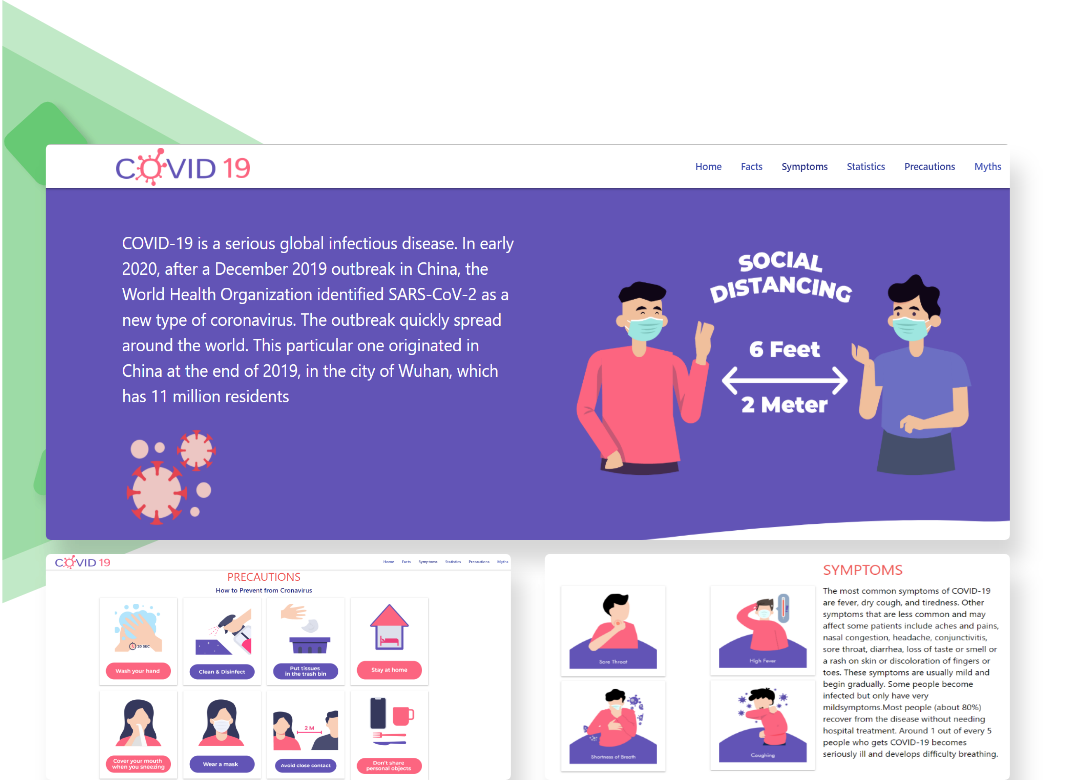 COVID 19
Home Facts Symptoms Statistics Precautions Myths
COVID-19 is a serious global infectious disease. In early
2020, after a December 2019 outbreak in China, the
World Health Organization identified SARS-CoV-2 as a
new type of coronavirus. The outbreak quickly spread
around the world. This particular one originated in
China at the end of 2019, in the city of Wuhan, which
has 11 million residents
SOCIAL
DISTANCING
6 Feet
2 Meter
COVID 19
Home Facts Symptoms Statistics Precautions Myths
PRECAUTIONS
How to Prevent from Cronavirus
20 SEC
Wash your hend
Clean & Disinfect
Put tissues
in the trash bin
Stay at home
2 M
Cover your mouth
when you sneezing
Wear a mask
Avoid close contact
Don't share
personal objects
Sore Throat
High Fever
Shortness of Breath
Coughing
SYMPTOMS
The most common symptoms of COVID-19
are fever, dry cough, and tiredness. Other
symptoms that are less common and may
affect some patients include aches and pains,
nasal congestion, headache, conjunctivitis,
sore throat, diarrhea, loss of taste or smell or
a rash on skin or discoloration of fingers or
toes. These symptoms are usually mild and
begin gradually. Some people become
infected but only have very
mildsymptoms.Most people (about 80%)
recover from the disease without needing
hospital treatment. Around 1 out of every 5
people who gets COVID-19 becomes
seriously ill and develops difficulty breathing.